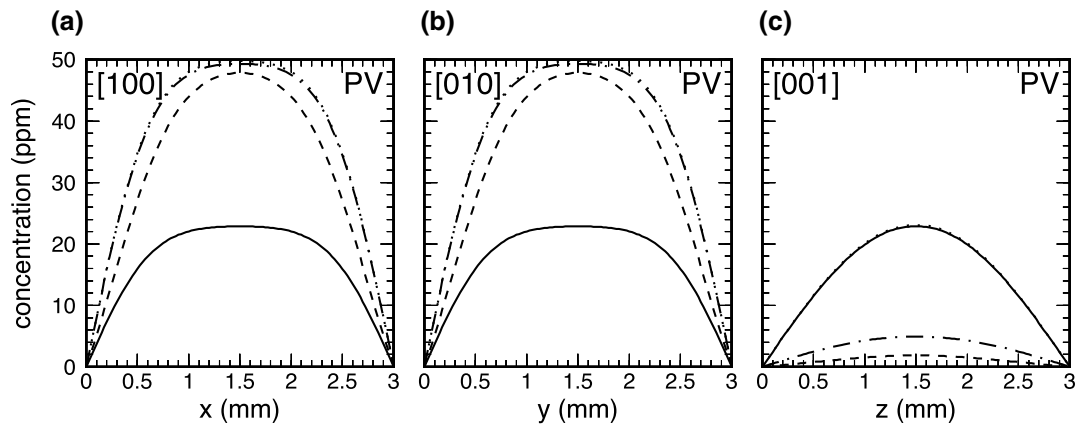 (a)
(b)
(c)
[100]
PV
[010]
PV
[001]
PV
concentration (ppm)
50
40
30
20
10
0
0 0.5 1 1.5 2 2.5 3
0 0.5 1 1.5 2 2.5 3
0 0.5 1 1.5 2 2.5 3
x (mm)
y (mm)
z (mm)